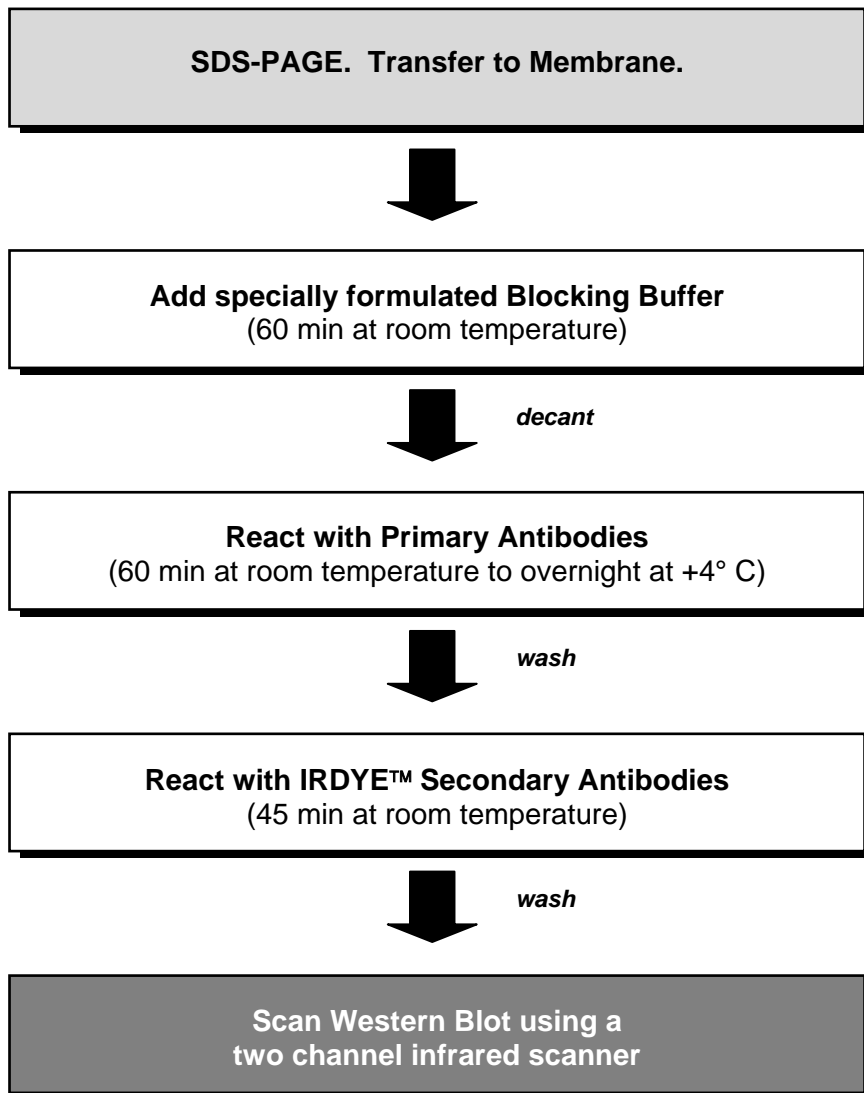 SDS-PAGE.  Transfer to Membrane.
Add specially formulated Blocking Buffer
(60 min at room temperature)
decant
React with Primary Antibodies
(60 min at room temperature to overnight at +4° C)
wash
React with IRDYE™ Secondary Antibodies
(45 min at room temperature)
wash
Scan Western Blot using a
two channel infrared scanner